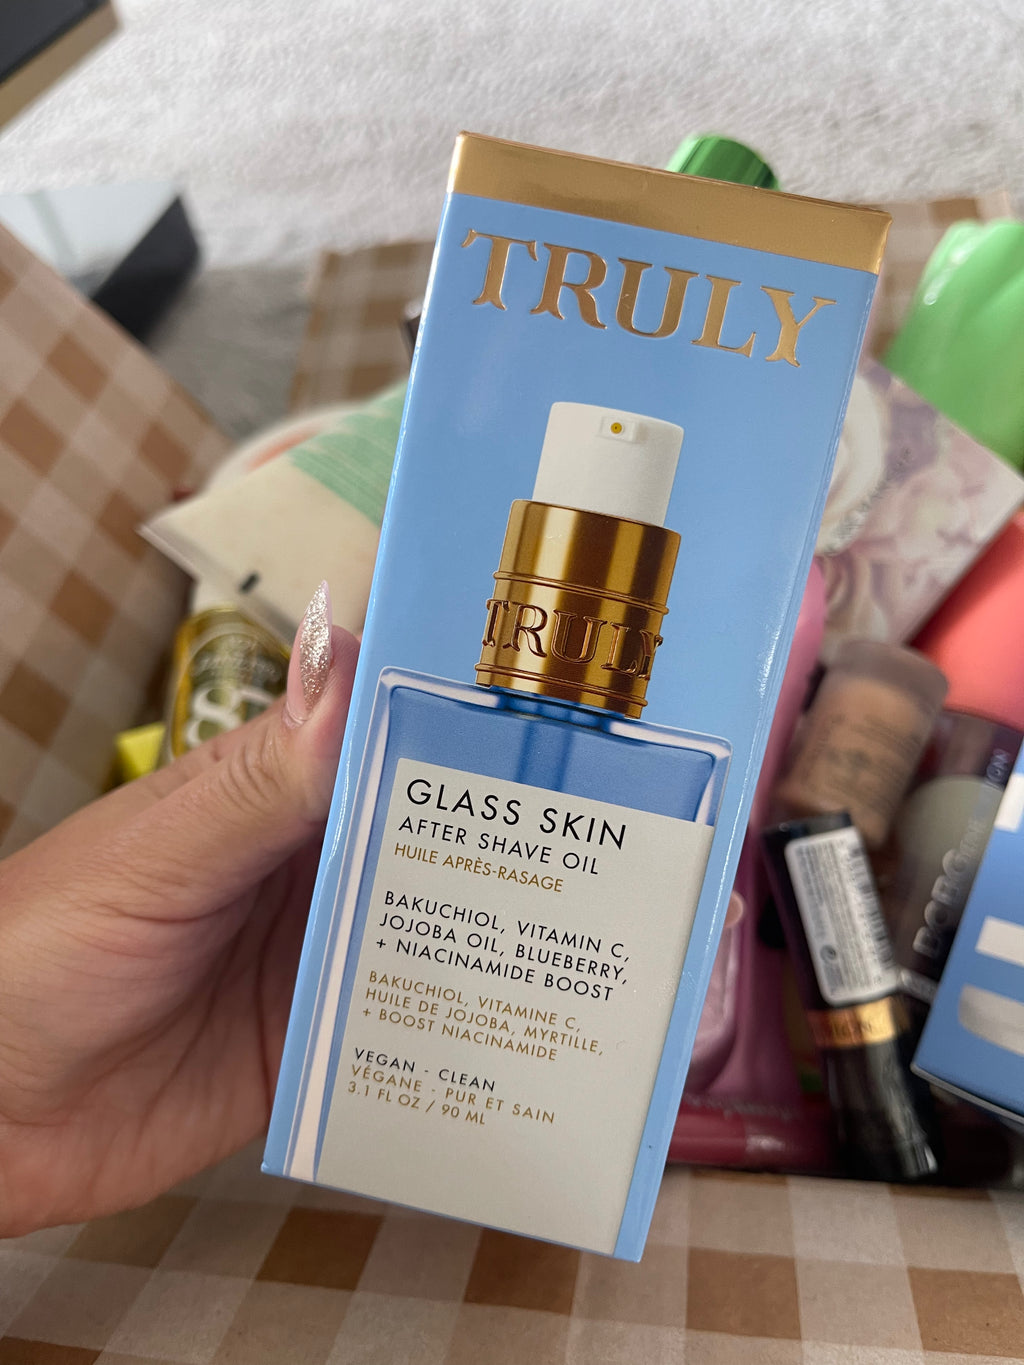 TRULY
TRULY
GLASS SKIN
AFTER SHAVE OIL
HUILE APRÈS-RASAGE
BAKUCHIOL, VITAMIN C,
JOJOBA OIL, BLUEBERRY,
+ NIACINAMIDE BOOST
BAKUCHIOL, VITAMINE C,
HUILE DE JOJOBA, MYRTILLE,
+ BOOST NIACINAMIDE
VEGAN - CLEAN
VÉGANE - PUR ET SAIN
3.1 FL OZ / 90 ML